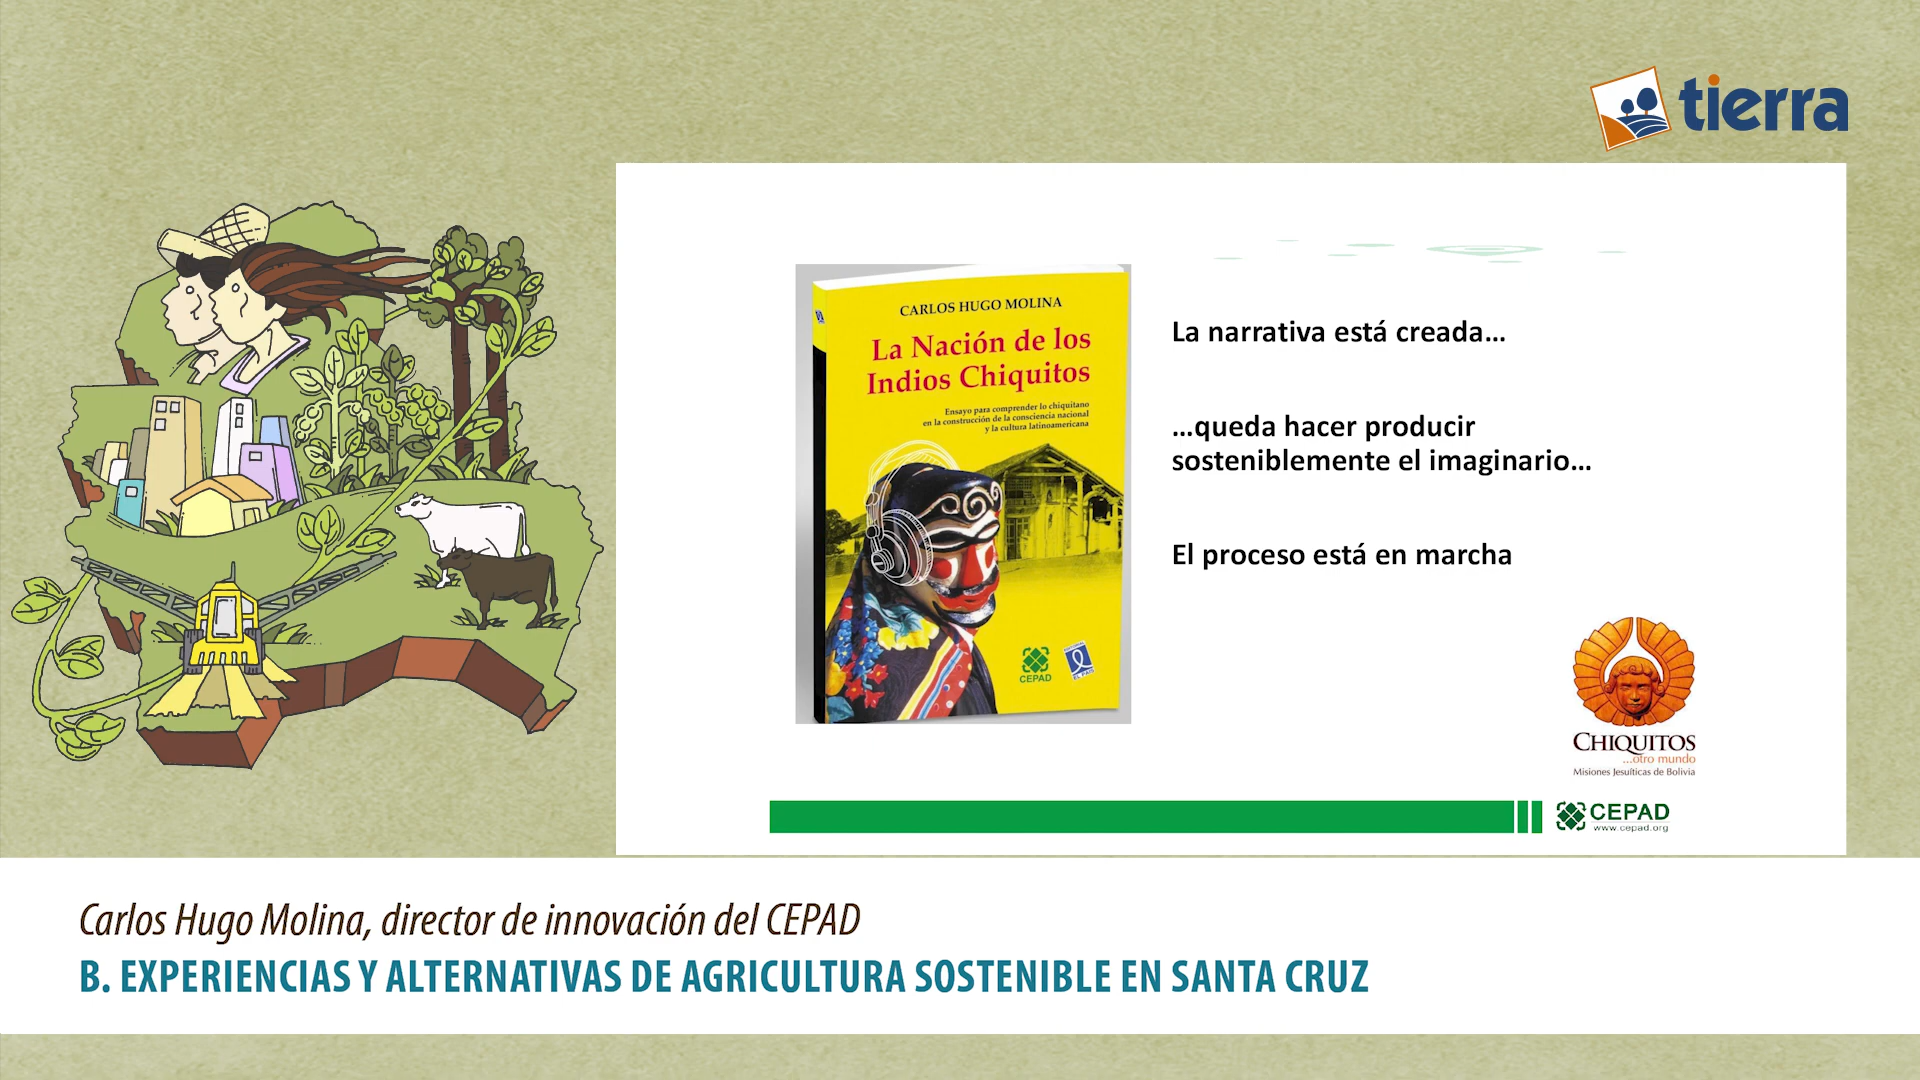 tierra
CARLOS HUGO MOLINA
La Nación de los
Indios Chiquitos
Ensayo para comprender lo chiquitano
en la construcción de la consciencia nacional
y la cultura latinoamericana
CEPAD
EL PAIS
La narrativa está creada...
...queda hacer producir
sosteniblemente el imaginario...
El proceso está en marcha
CHIQUITOS
...otro mundo
Misiones Jesuíticas de Bolivia
CEPAD
www.cepad.org
Carlos Hugo Molina, director de innovación del CEPAD
B. EXPERIENCIAS Y ALTERNATIVAS DE AGRICULTURA SOSTENIBLE EN SANTA CRUZ